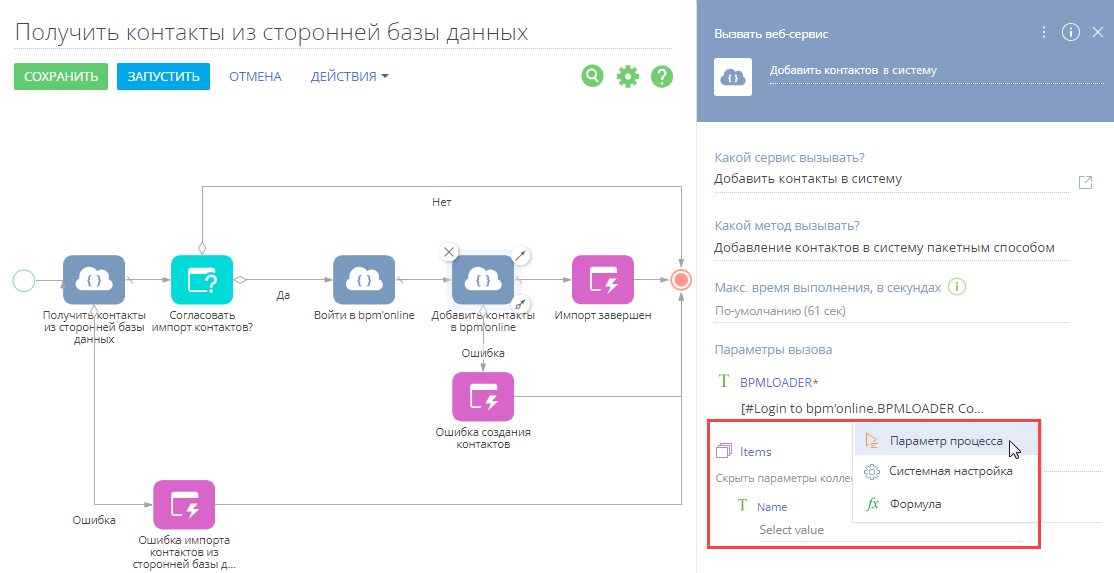 Получить контакты из сторонней базы данных
СОХРАНИТЬ
ЗАПУСТИТЬ
ОТМЕНА
ДЕЙСТВИЯ
?
Нет
{ }
?
{ }
{ }
Да
Получить контакты
из сторонней базы
данных
Согласовать
импорт контактов?
Войти в bpm'online
Добавить контакты
в bpm'online
Импорт завершен
Ошибка
Ошибка создания
контактов
Ошибка
Ошибка импорта
контактов из
сторонней базы д...
Вызвать веб-сервис
i
{ }
Добавить контактов в систему
Какой сервис вызывать?
Добавить контакты в систему
Какой метод вызывать?
Добавление контактов в систему пакетным способом
Макс. время выполнения, в секундах
i
По-умолчанию (61 сек)
Параметры вызова
T BPMLOADER*
[#Login to bpm'online.BPMLOADER Co...
Items
Скрыть параметры колле
T Name
Select value
Параметр процесса
Системная настройка
fx Формула